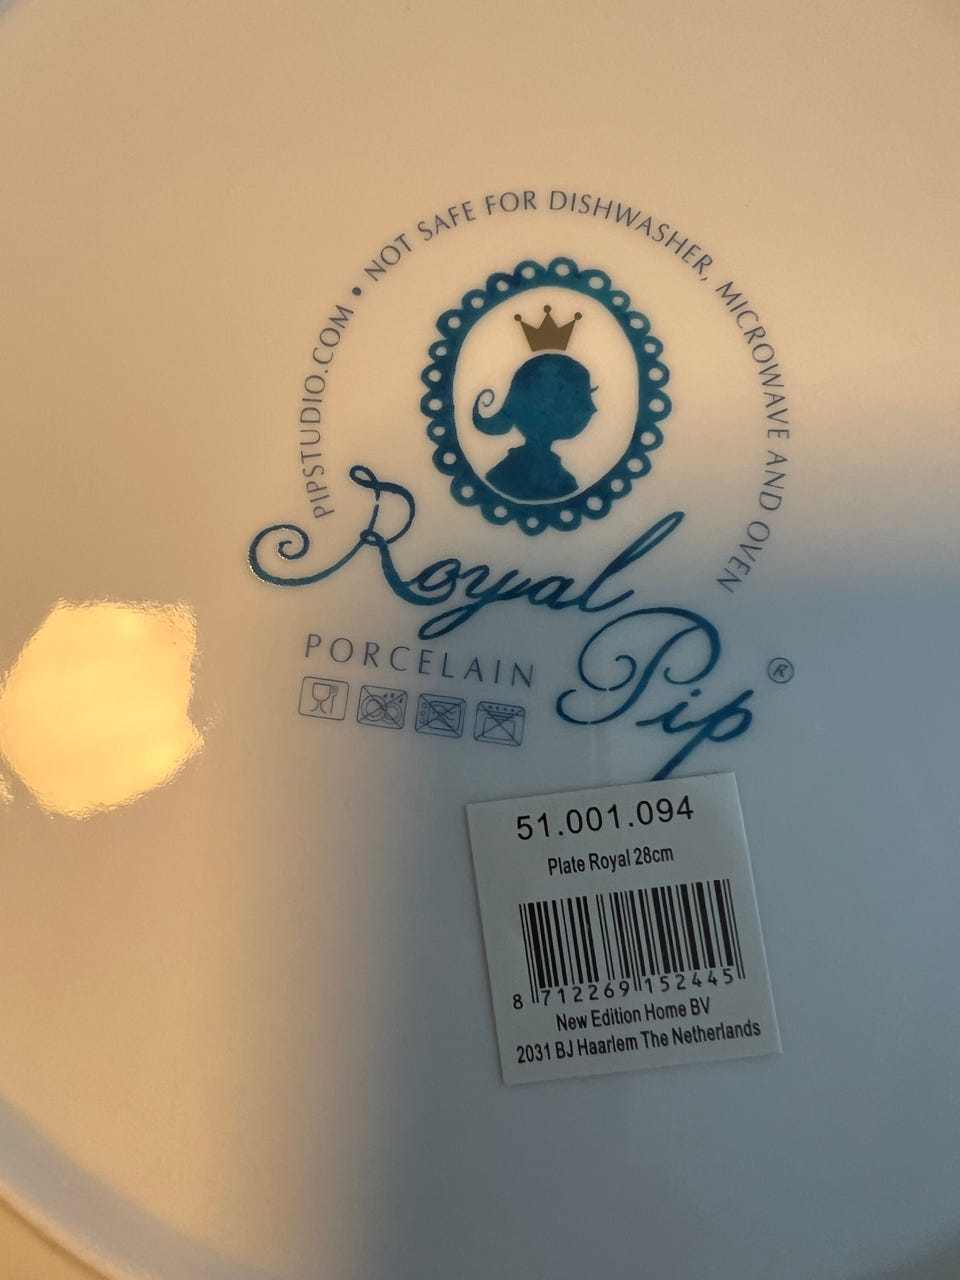 PIPSTUDIO.COM • NOT SAFE FOR DISHWASHER, MICROWAVE AND OVEN
Royal
Pip®
PORCELAIN
51.001.094
Plate Royal 28cm
8 712269 152445
New Edition Home BV
2031 BJ Haarlem The Netherlands